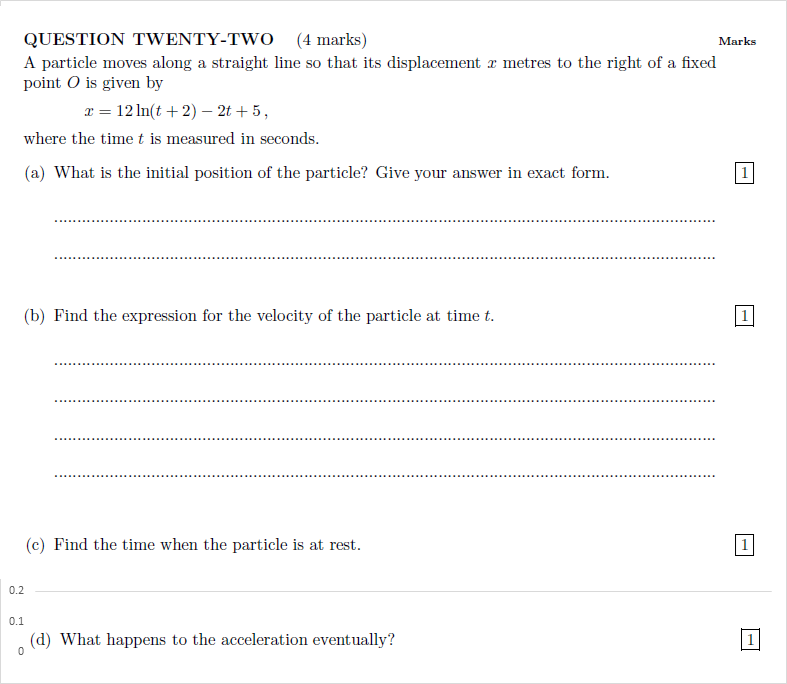 QUESTION TWENTY-TWO (4 marks) Marks
A particle moves along a straight line so that its displacement x metres to the right of a fixed
point O is given by
x = 12 ln(t + 2) − 2t + 5 ,
where the time t is measured in seconds.
(a) What is the initial position of the particle? Give your answer in exact form. 1
(b) Find the expression for the velocity of the particle at time t. 1
(c) Find the time when the particle is at rest. 1
0.2
0.1
(d) What happens to the acceleration eventually? 1
0